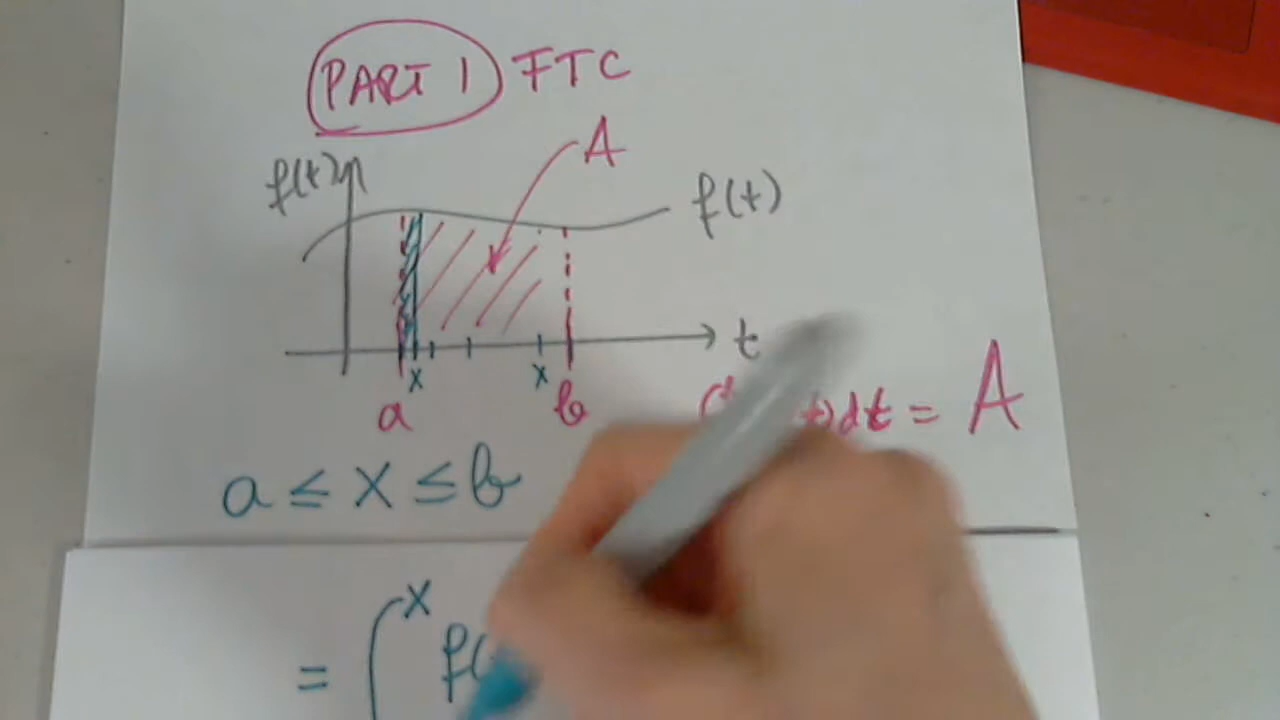 PART 1 FTC
A
f(t)
f(t)
t
x x
a b
t)dt = A
a ≤ x ≤ b
x
= ∫ f(